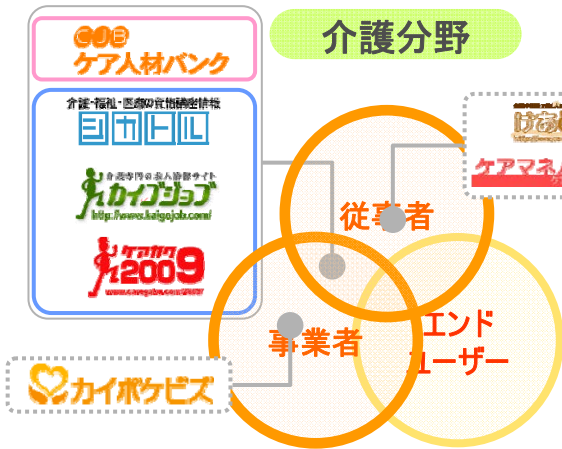 介護分野
CJB
ケア人材バンク
介護・福祉・医療の資格講座情報
シカトル
介護専門の求人情報サイト
カイゴジョブ
http://www.kaigojob.com/
ケアカク
2009
けあ
ケアマネ
従事者
事業者
エンド
ユーザー
カイポケビズ